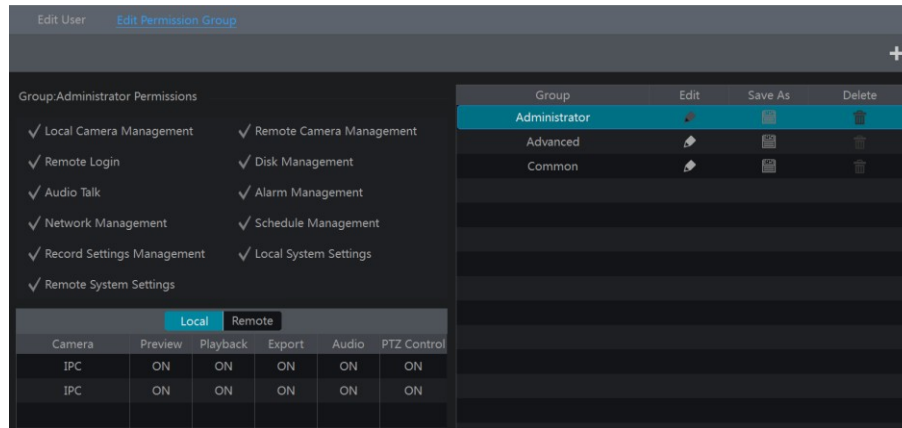 Edit User Edit Permission Group
+
Group:Administrator Permissions
Local Camera Management Remote Camera Management
Remote Login Disk Management
Audio Talk Alarm Management
Network Management Schedule Management
Record Settings Management Local System Settings
Remote System Settings
Local Remote
Camera Preview Playback Export Audio PTZ Control
IPC ON ON ON ON ON
IPC ON ON ON ON ON
Group Edit Save As Delete
Administrator
Advanced
Common